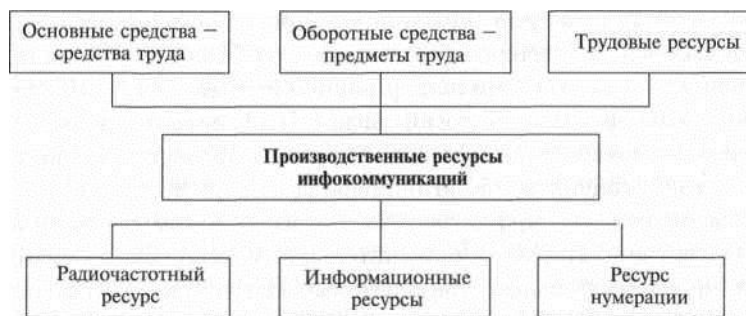 Основные средства –
средства труда
Оборотные средства –
предметы труда
Трудовые ресурсы
Производственные ресурсы
инфокоммуникаций
Радиочастотный
ресурс
Информационные
ресурсы
Ресурс
нумерации